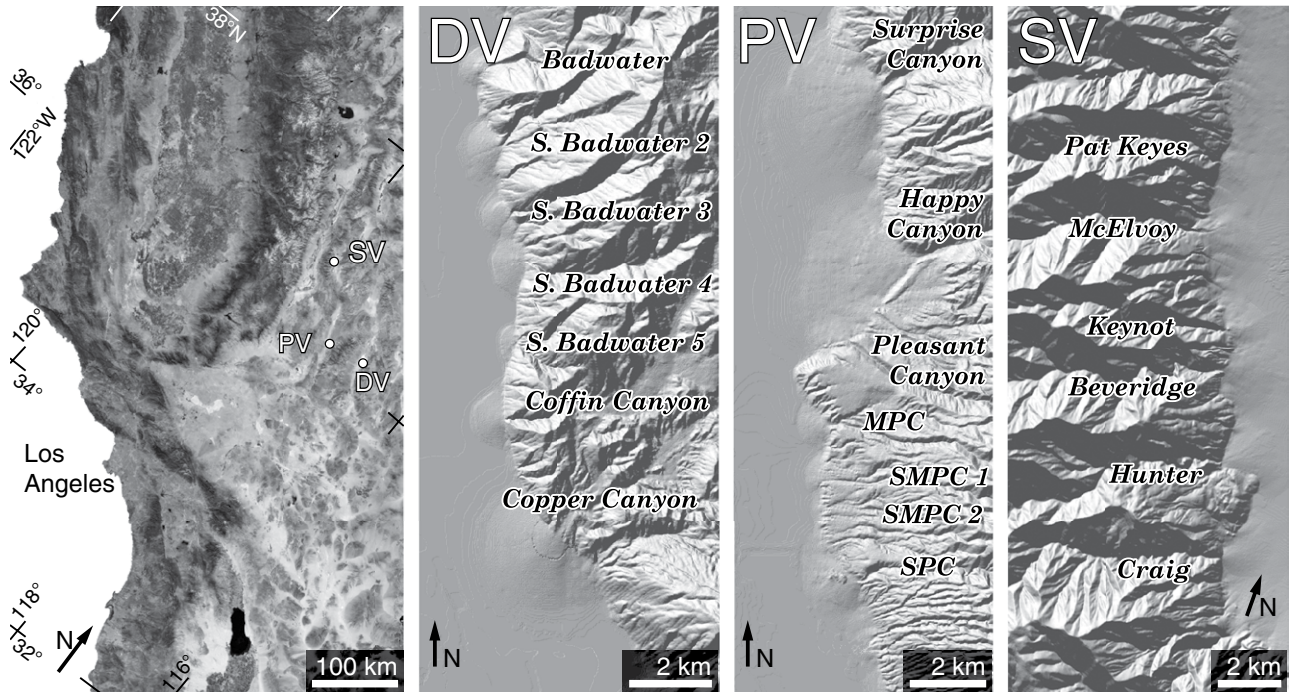 38°N
36°
122°W
SV
PV
DV
120°
34°
Los
Angeles
118°
32°
N
116°
100 km
DV
Badwater
S. Badwater 2
S. Badwater 3
S. Badwater 4
S. Badwater 5
Coffin Canyon
Copper Canyon
N
2 km
PV
Surprise
Canyon
Happy
Canyon
Pleasant
Canyon
MPC
SMPC 1
SMPC 2
SPC
N
2 km
SV
Pat Keyes
McElvoy
Keynot
Beveridge
Hunter
Craig
N
2 km